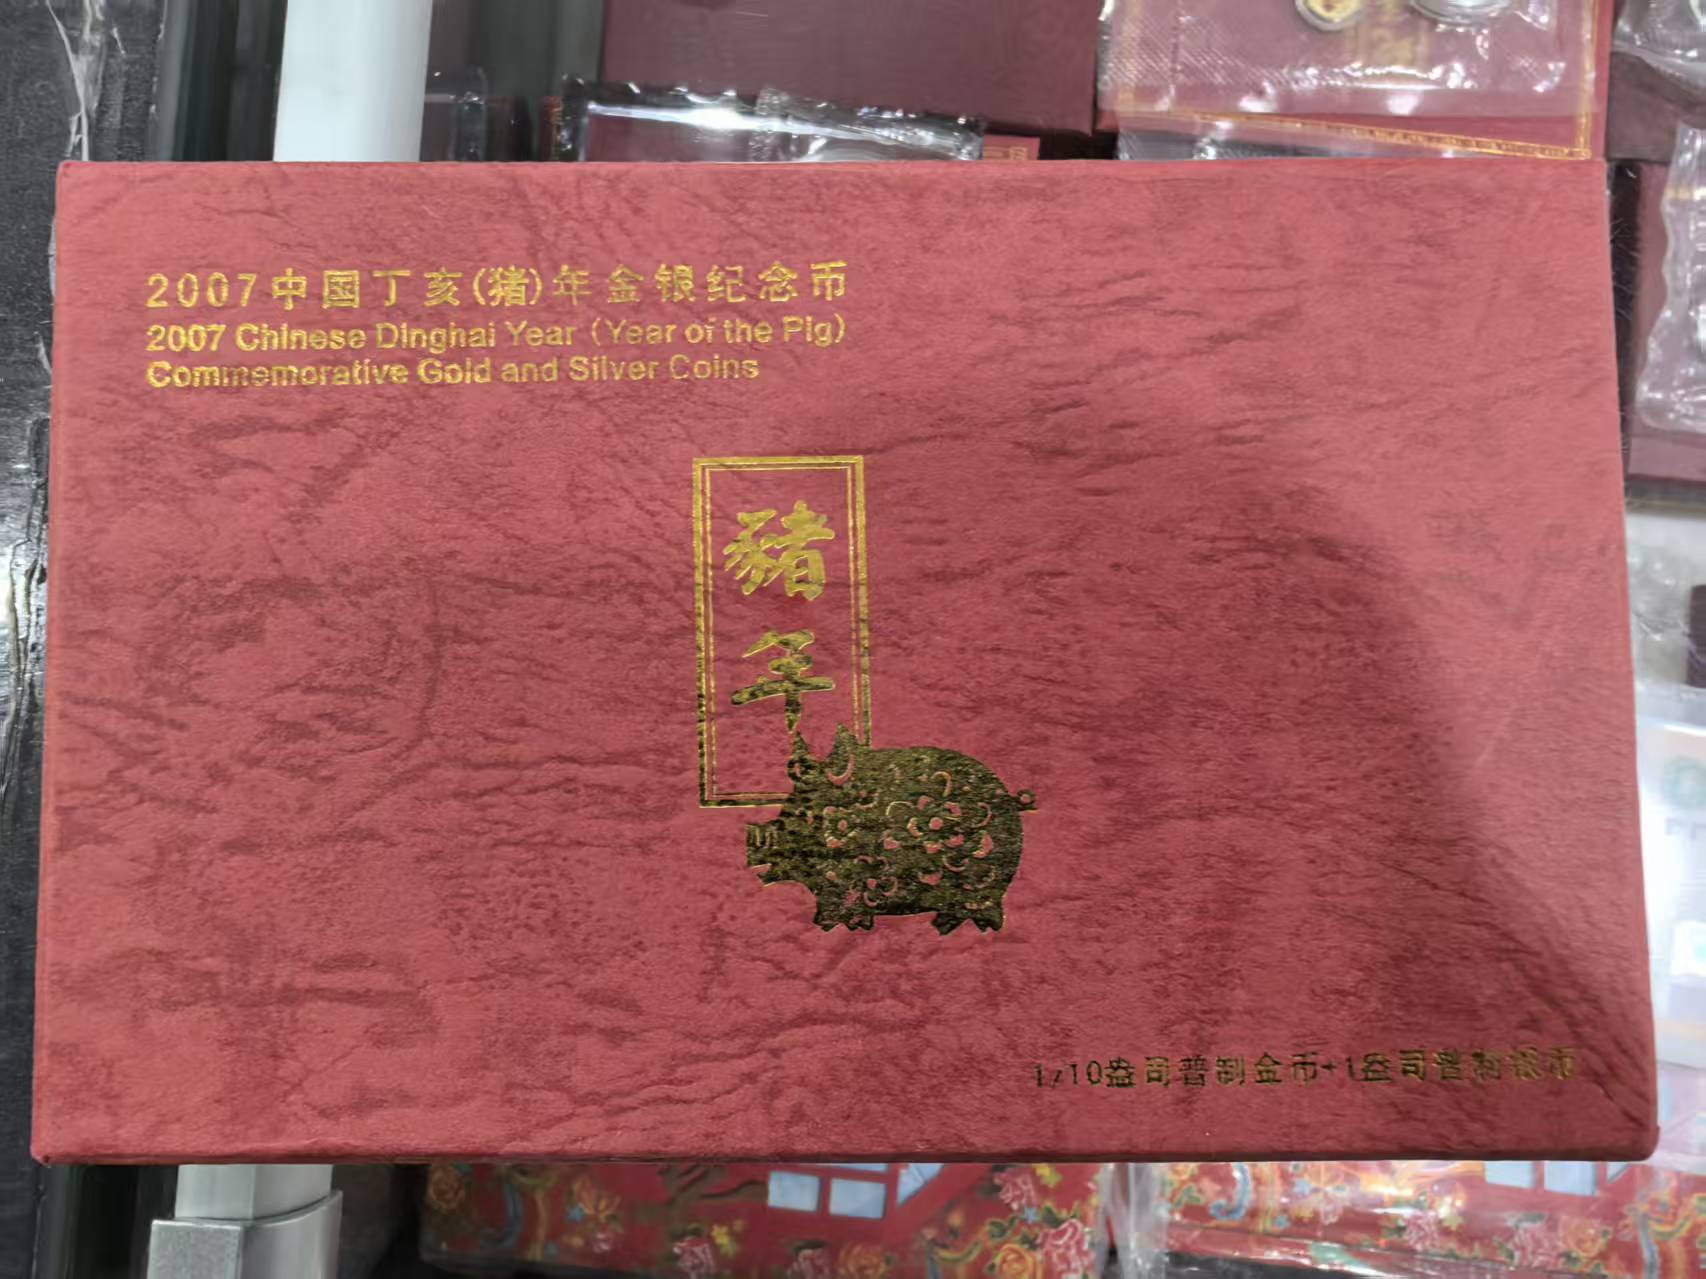 2007中国丁亥(猪)年金银纪念币
2007 Chinese Dinghai Year (Year of the Pig)
Commemorative Gold and Silver Coins
豬年
1/10盎司普制金币+1盎司普制银币